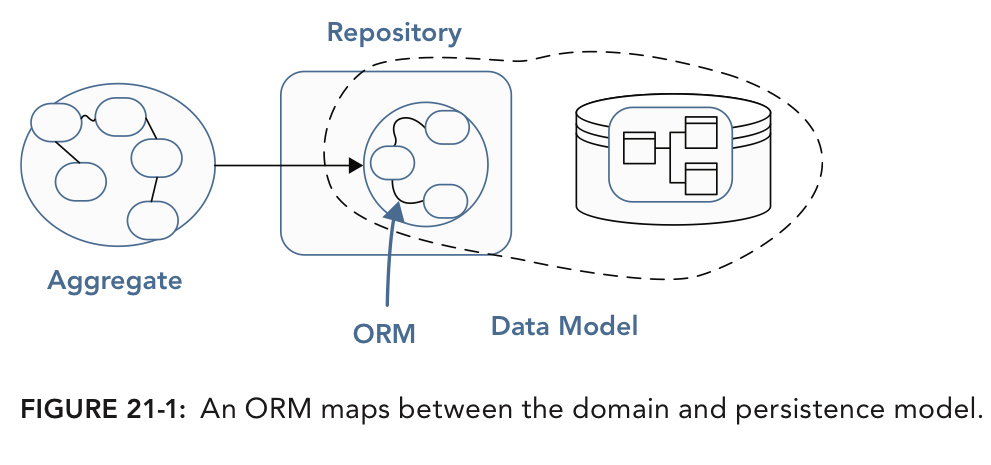 Repository
Aggregate
ORM
Data Model
FIGURE 21-1: An ORM maps between the domain and persistence model.